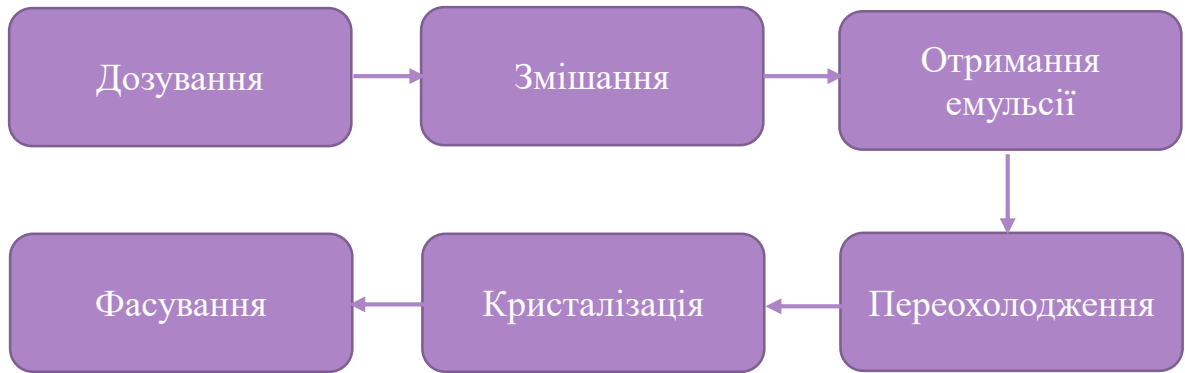 Дозування
Змішання
Отримання
емульсії
Переохолодження
Кристалізація
Фасування